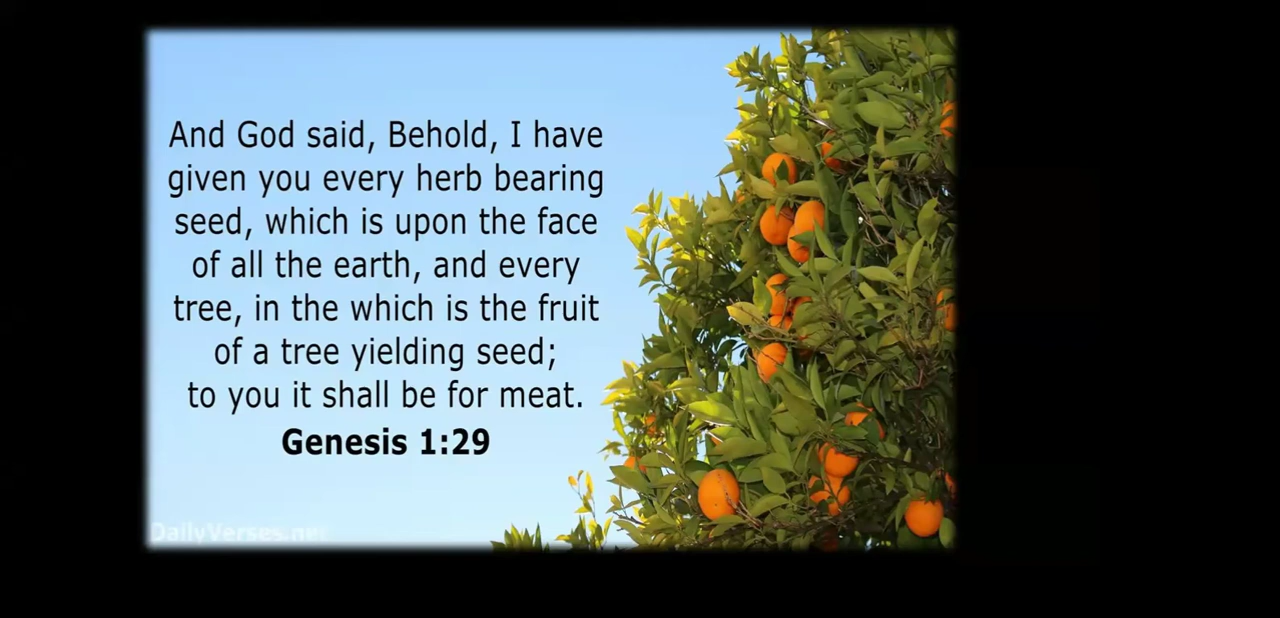 And God said, Behold, I have
given you every herb bearing
seed, which is upon the face
of all the earth, and every
tree, in the which is the fruit
of a tree yielding seed;
to you it shall be for meat.
Genesis 1:29
DailyVerses.net